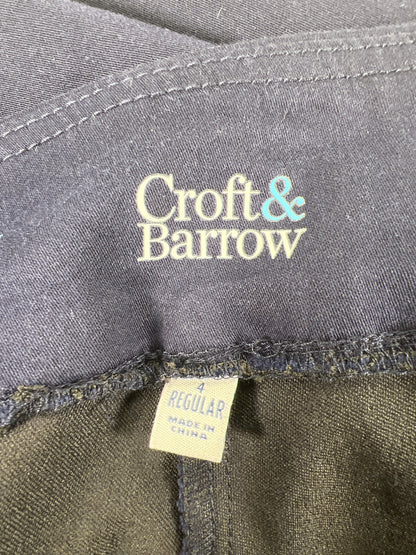 Croft&
Barrow
4
REGULAR
MADE IN
CHINA